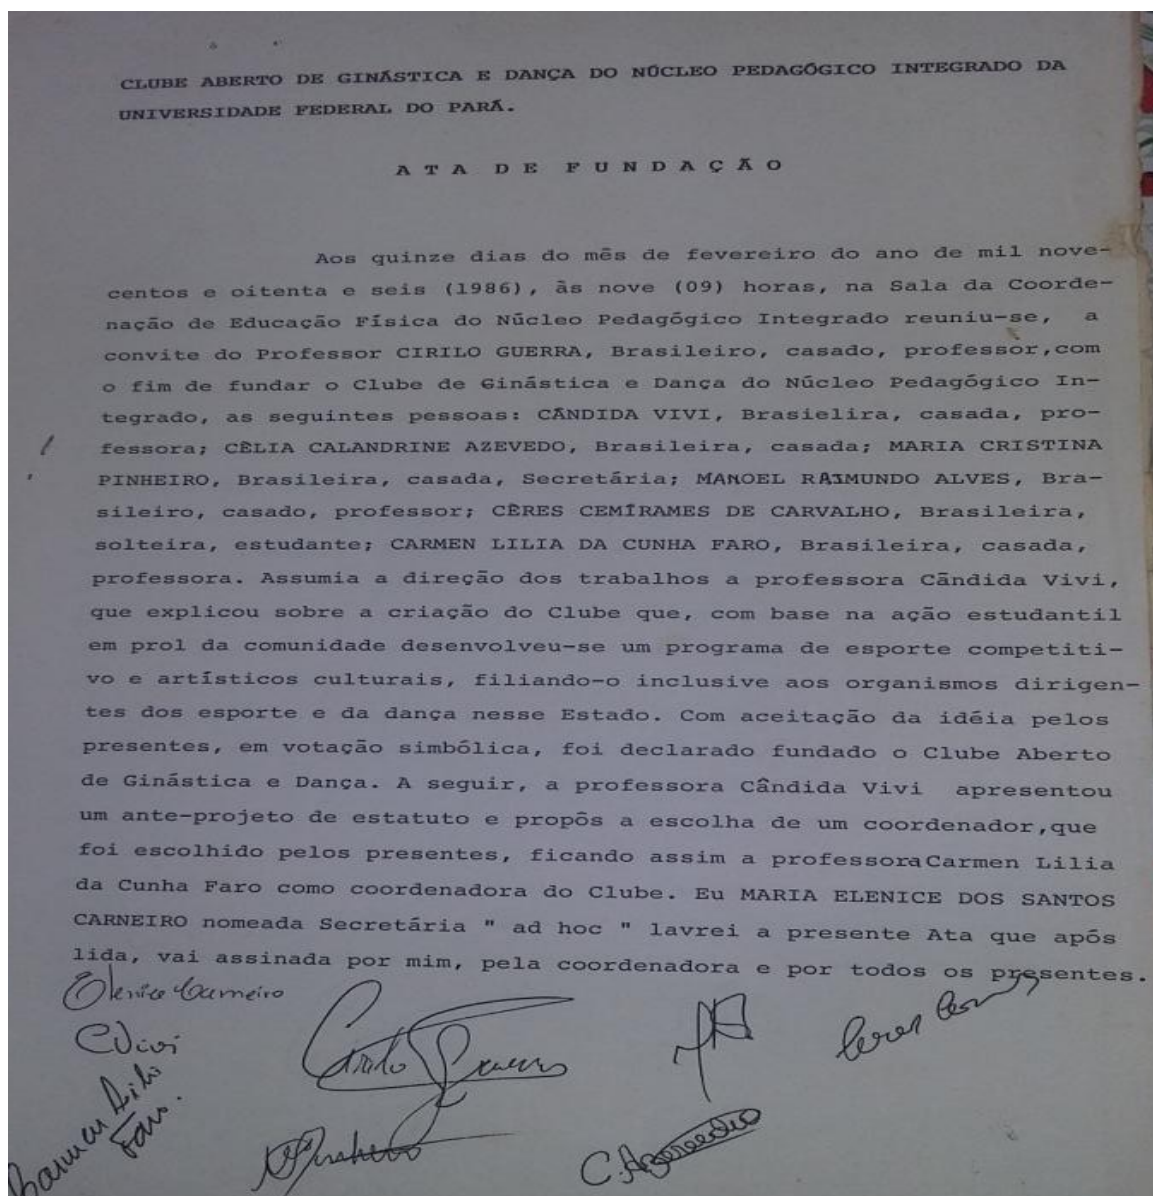 CLUBE ABERTO DE GINÁSTICA E DANÇA DO NÚCLEO PEDAGÓGICO INTEGRADO DA
UNIVERSIDADE FEDERAL DO PARÁ.
A T A D E F U N D A Ç Ã O
Aos quinze dias do mês de fevereiro do ano de mil nove-
centos e oitenta e seis (1986), às nove (09) horas, na Sala da Coorde-
nação de Educação Física do Núcleo Pedagógico Integrado reuniu-se, a
convite do Professor CIRILO GUERRA, Brasileiro, casado, professor,com
o fim de fundar o Clube de Ginástica e Dança do Núcleo Pedagógico In-
tegrado, as seguintes pessoas: CÂNDIDA VIVI, Brasielira, casada, pro-
fessora; CÉLIA CALANDRINE AZEVEDO, Brasileira, casada; MARIA CRISTINA
PINHEIRO, Brasileira, casada, Secretária; MANOEL RAIMUNDO ALVES, Bra-
sileiro, casado, professor; CÊRES CEMÍRAMES DE CARVALHO, Brasileira,
solteira, estudante; CARMEN LILIA DA CUNHA FARO, Brasileira, casada,
professora. Assumia a direção dos trabalhos a professora Cândida Vivi,
que explicou sobre a criação do Clube que, com base na ação estudantil
em prol da comunidade desenvolveu-se um programa de esporte competiti-
vo e artísticos culturais, filiando-o inclusive aos organismos dirigen-
tes dos esporte e da dança nesse Estado. Com aceitação da idéia pelos
presentes, em votação simbólica, foi declarado fundado o Clube Aberto
de Ginástica e Dança. A seguir, a professora Cândida Vivi apresentou
um ante-projeto de estatuto e propôs a escolha de um coordenador,que
foi escolhido pelos presentes, ficando assim a professora Carmen Lilia
da Cunha Faro como coordenadora do Clube. Eu MARIA ELENICE DOS SANTOS
CARNEIRO nomeada Secretária " ad hoc " lavrei a presente Ata que após
lida, vai assinada por mim, pela coordenadora e por todos os presentes.
Elenice Carneiro
CVivi
Cirilo Guerra
Carmen Lilia
Faro.
C. Azevedo